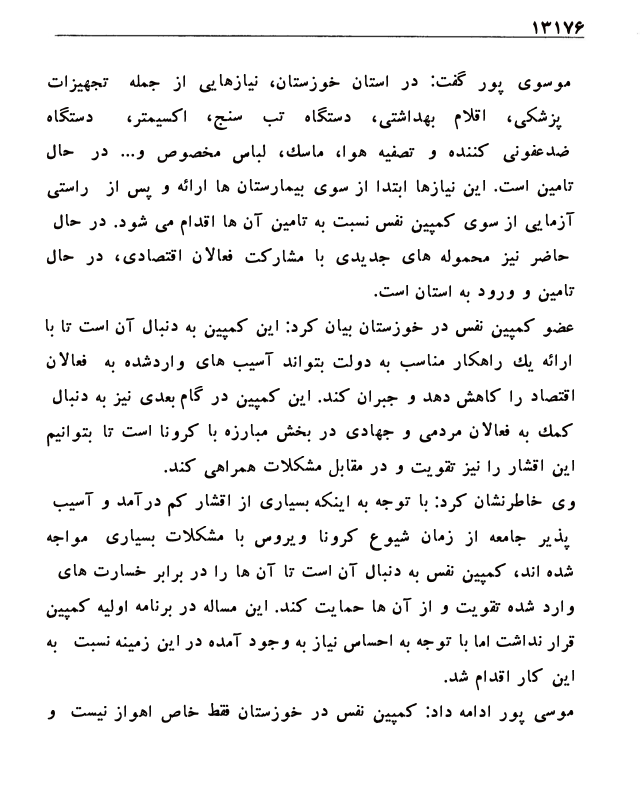 ۱۳۱۷۶
موسوی پور گفت: در استان خوزستان، نیازهایی از جمله تجهیزات
پزشکی، اقلام بهداشتی، دستگاه تب سنج، اکسیمتر، دستگاه
ضدعفونی کننده و تصفیه هوا، ماسك، لباس مخصوص و... در حال
تامین است. این نیازها ابتدا از سوی بیمارستان ها ارائه و پس از راستی
آزمایی از سوی کمپین نفس نسبت به تامین آن ها اقدام می شود. در حال
حاضر نیز محموله های جدیدی با مشارکت فعالان اقتصادی، در حال
تامین و ورود به استان است.
عضو کمپین نفس در خوزستان بیان کرد: این کمپین به دنبال آن است تا با
ارائه یك راهکار مناسب به دولت بتواند آسیب های واردشده به فعالان
اقتصاد را کاهش دهد و جبران کند. این کمپین در گام بعدی نیز به دنبال
کمك به فعالان مردمی و جهادی در بخش مبارزه با کرونا است تا بتوانیم
این اقشار را نیز تقویت و در مقابل مشکلات همراهی کند.
وی خاطرنشان کرد: با توجه به اینکه بسیاری از اقشار کم درآمد و آسیب
پذیر جامعه از زمان شیوع کرونا ویروس با مشکلات بسیاری مواجه
شده اند، کمپین نفس به دنبال آن است تا آن ها را در برابر خسارت های
وارد شده تقویت و از آن ها حمایت کند. این مساله در برنامه اولیه کمپین
قرار نداشت اما با توجه به احساس نیاز به وجود آمده در این زمینه نسبت به
این کار اقدام شد.
موسی پور ادامه داد: کمپین نفس در خوزستان فقط خاص اهواز نیست و